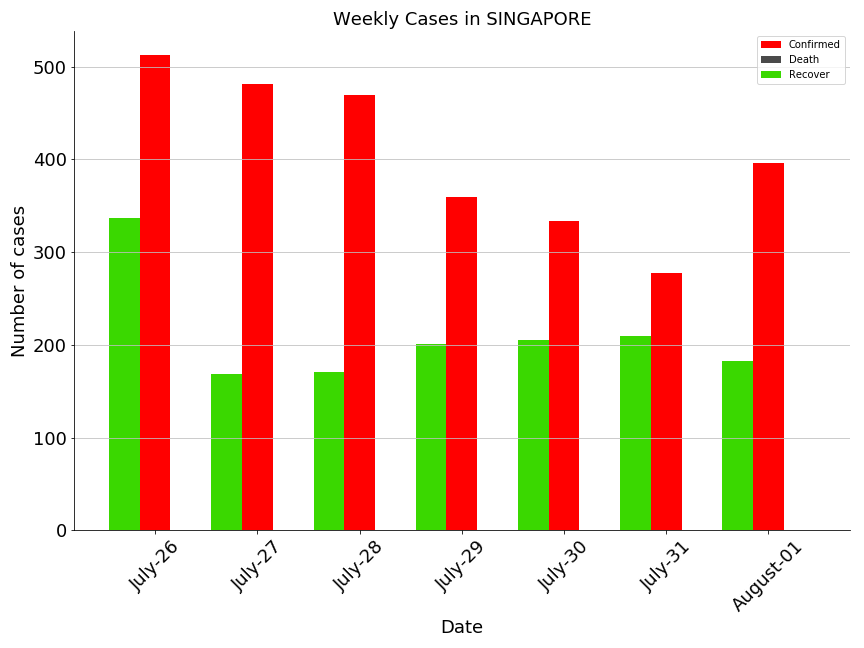 Weekly Cases in SINGAPORE
Confirmed
Death
Recover
Number of cases
500
400
300
200
100
0
July-26
July-27
July-28
July-29
July-30
July-31
August-01
Date